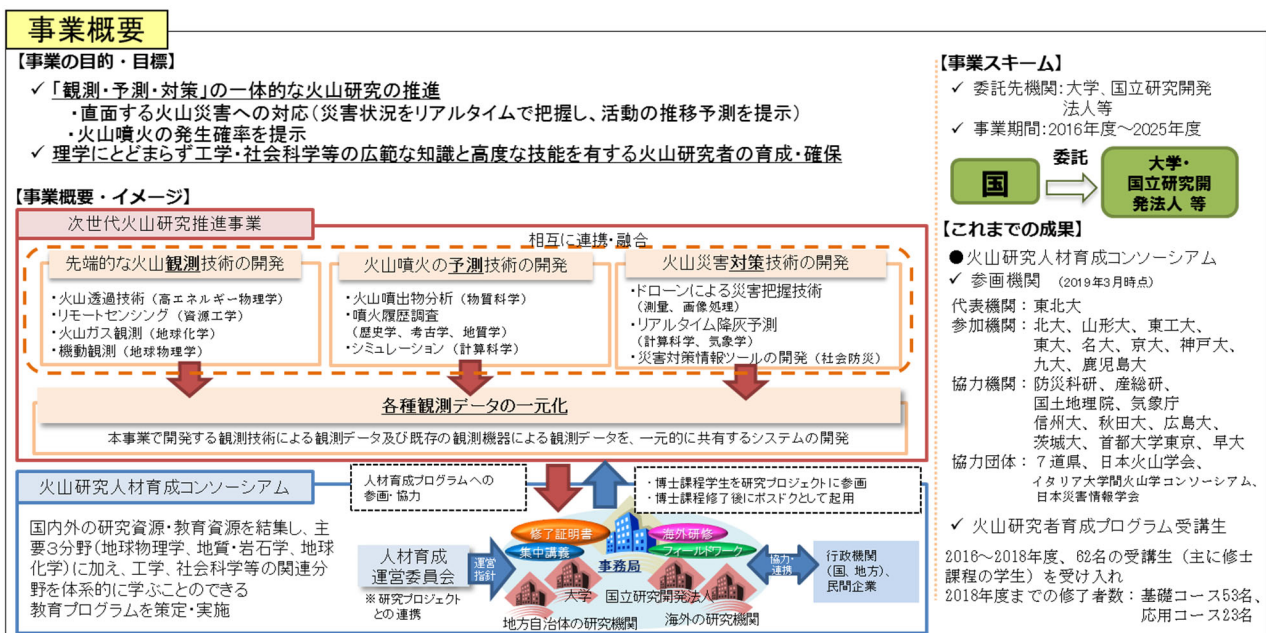 事業概要
【事業の目的・目標】
✓ 「観測・予測・対策」の一体的な火山研究の推進
・直面する火山災害への対応(災害状況をリアルタイムで把握し、活動の推移予測を提示)
・火山噴火の発生確率を提示
✓ 理学にとどまらず工学・社会科学等の広範な知識と高度な技能を有する火山研究者の育成・確保
【事業概要・イメージ】
次世代火山研究推進事業
相互に連携・融合
先端的な火山観測技術の開発
・火山透過技術(高エネルギー物理学)
・リモートセンシング(資源工学)
・火山ガス観測(地球化学)
・機動観測(地球物理学)
火山噴火の予測技術の開発
・火山噴出物分析(物質科学)
・噴火履歴調査
(歴史学、考古学、地質学)
・シミュレーション(計算科学)
火山災害対策技術の開発
・ドローンによる災害把握技術
(測量、画像処理)
・リアルタイム降灰予測
(計算科学、気象学)
・災害対策情報ツールの開発(社会防災)
各種観測データの一元化
本事業で開発する観測技術による観測データ及び既存の観測機器による観測データを、一元的に共有するシステムの開発
火山研究人材育成コンソーシアム
人材育成プログラムへの
参画・協力
・博士課程学生を研究プロジェクトに参画
・博士課程修了後にポスドクとして起用
国内外の研究資源・教育資源を結集し、主
要3分野(地球物理学、地質・岩石学、地球
化学)に加え、工学、社会科学等の関連分
野を体系的に学ぶことのできる
教育プログラムを策定・実施
人材育成
運営委員会
※研究プロジェクト
との連携
運営
指針
修了証明書
集中講義
海外研修
フィールドワーク
事務局
大学
国立研究開発法人
地方自治体の研究機関
海外の研究機関
協力・
連携
行政機関
(国、地方)、
民間企業
【事業スキーム】
✓ 委託先機関:大学、国立研究開発
法人等
✓ 事業期間:2016年度~2025年度
国
委託
大学・
国立研究開
発法人 等
【これまでの成果】
●火山研究人材育成コンソーシアム
✓ 参画機関 (2019年3月時点)
代表機関:東北大
参加機関:北大、山形大、東工大、
東大、名大、京大、神戸大、
九大、鹿児島大
協力機関:防災科研、産総研、
国土地理院、気象庁
信州大、秋田大、広島大、
茨城大、首都大学東京、早大
協力団体:7道県、日本火山学会、
イタリア大学間火山学コンソーシアム、
日本災害情報学会
✓ 火山研究者育成プログラム受講生
2016~2018年度、62名の受講生(主に修士
課程の学生)を受け入れ
2018年度までの修了者数:基礎コース53名、
応用コース23名